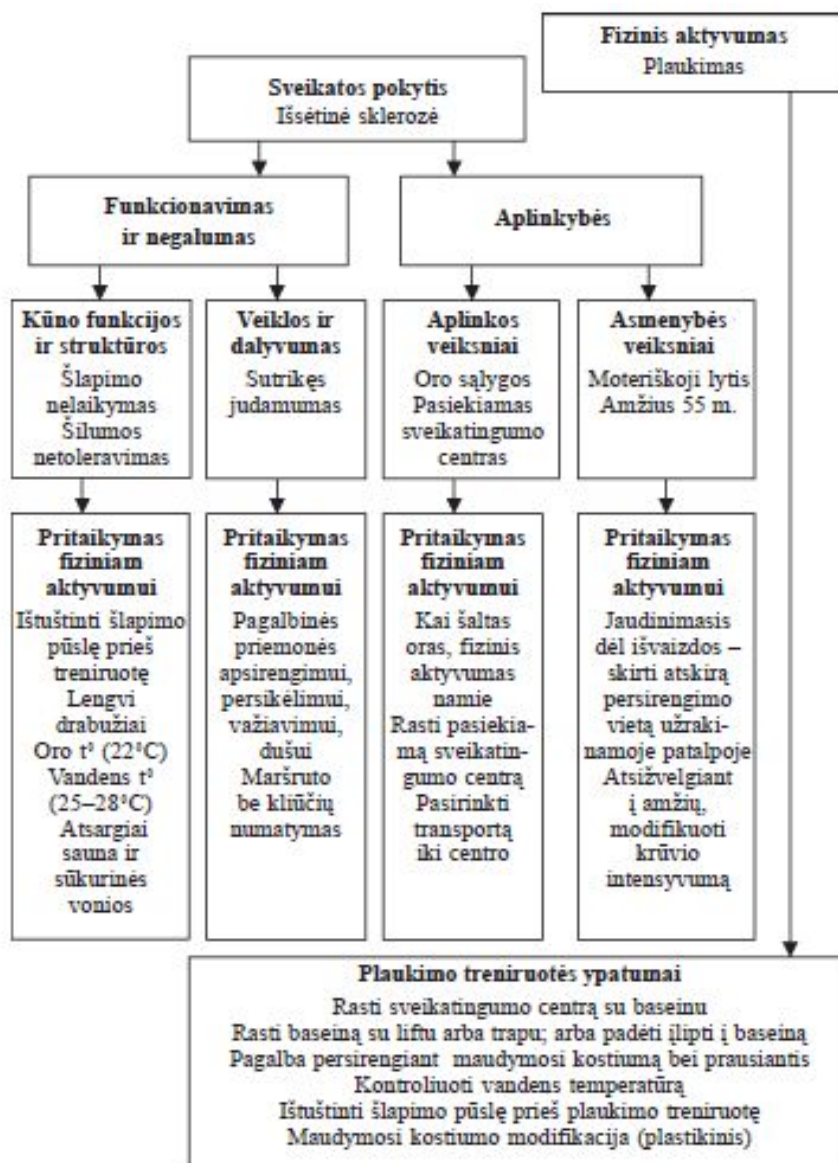 Fizinis aktyvumas
Plaukimas
Sveikatos pokytis
Išsėtinė sklerozė
Funkcionavimas
ir negalumas
Aplinkybės
Kūno funkcijos
ir struktūros
Šlapimo
nelaikymas
Šilumos
netoleravimas
Veiklos ir
dalyvumas
Sutrikęs
judamumas
Aplinkos
veiksniai
Oro sąlygos
Pasiekiamas
sveikatingumo
centras
Asmenybės
veiksniai
Moteriškoji lytis
Amžius 55 m.
Pritaikymas
fiziniam
aktyvumui
Ištuštinti šlapimo
pūslę prieš
treniruotę
Lengvi
drabužiai
Oro t⁰ (22⁰C)
Vandens t⁰
(25–28⁰C)
Atsargiai
sauna ir
sūkurinės
vonios
Pritaikymas
fiziniam
aktyvumui
Pagalbinės
priemonės
apsirengimui,
persikėlimui,
važiavimui,
dušui
Maršruto
be kliūčių
numatymas
Pritaikymas
fiziniam
aktyvumui
Kai šaltas
oras, fizinis
aktyvumas
namie
Rasti pasiekia-
mą sveikatin-
gumo centrą
Pasirinkti
transportą
iki centro
Pritaikymas
fiziniam
aktyvumui
Jaudinimasis
dėl išvaizdos –
skirti atskirą
persirengimo
vietą užraki-
namoje patalpoje
Atsižvelgiant
į amžių,
modifikuoti
krūvio
intensyvumą
Plaukimo treniruotės ypatumai
Rasti sveikatingumo centrą su baseinu
Rasti baseiną su liftu arba trapu; arba padėti įlipti į baseiną
Pagalba persirengiant maudymosi kostiumą bei prausiantis
Kontroliuoti vandens temperatūrą
Ištuštinti šlapimo pūslę prieš plaukimo treniruotę
Maudymosi kostiumo modifikacija (plastikinis)